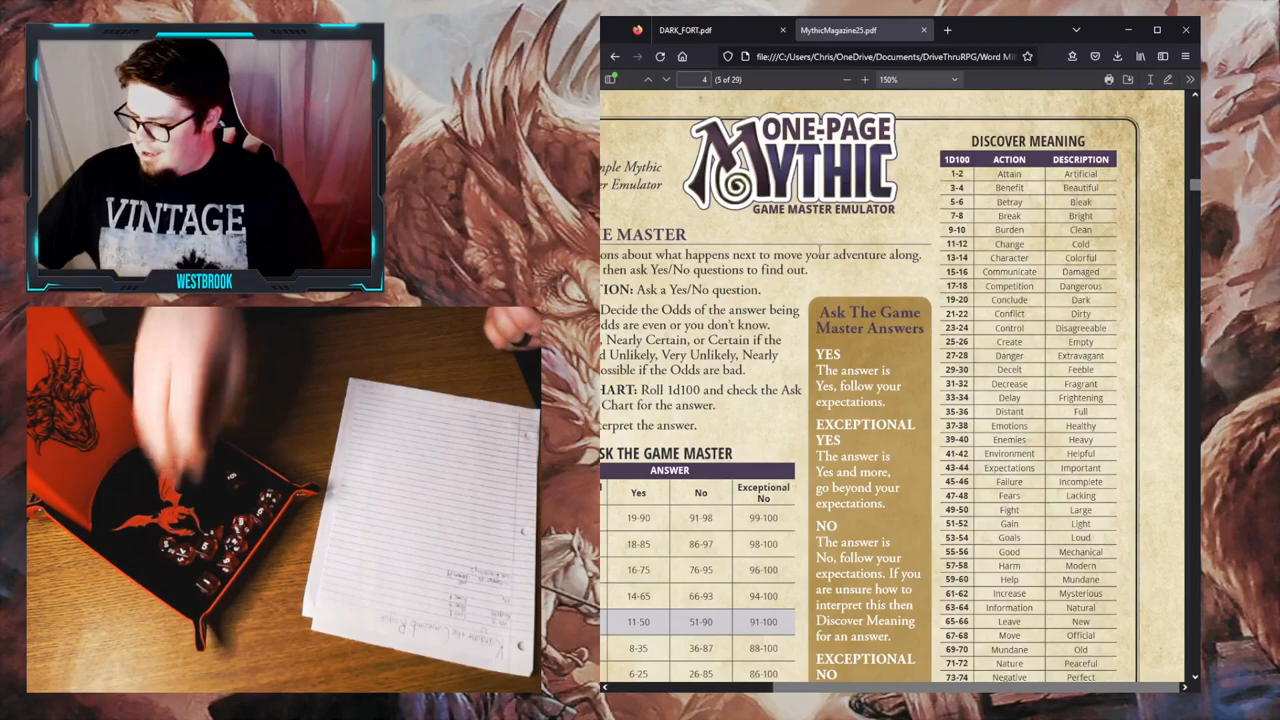 VINTAGE
WESTBROOK
DARK_FORT.pdf
MythicMagazine25.pdf
file:///C:/Users/Chris/OneDrive/Documents/DriveThruRPG/Word Mil
4
(5 of 29)
150%
ONE-PAGE
MYTHIC
GAME MASTER EMULATOR
mple Mythic
er Emulator
E MASTER
ons about what happens next to move your adventure along.
then ask Yes/No questions to find out.
ION: Ask a Yes/No question.
Decide the Odds of the answer being
dds are even or you don't know.
, Nearly Certain, or Certain if the
d Unlikely, Very Unlikely, Nearly
ossible if the Odds are bad.
HART: Roll 1d100 and check the Ask
Chart for the answer.
erpret the answer.
SK THE GAME MASTER
ANSWER
Yes No Exceptional No
19-90 91-98 99-100
18-85 86-97 98-100
16-75 76-95 96-100
14-65 66-93 94-100
11-50 51-90 91-100
8-35 36-87 88-100
6-25 26-85 86-100
Ask The Game
Master Answers
YES
The answer is
Yes, follow your
expectations.
EXCEPTIONAL
YES
The answer is
Yes and more,
go beyond your
expectations.
NO
The answer is
No, follow your
expectations. If you
are unsure how to
interpret this then
Discover Meaning
for an answer.
EXCEPTIONAL
NO
DISCOVER MEANING
1D100 ACTION DESCRIPTION
1-2 Attain Artificial
3-4 Benefit Beautiful
5-6 Betray Bleak
7-8 Break Bright
9-10 Burden Clean
11-12 Change Cold
13-14 Character Colorful
15-16 Communicate Damaged
17-18 Competition Dangerous
19-20 Conclude Dark
21-22 Conflict Dirty
23-24 Control Disagreeable
25-26 Create Empty
27-28 Danger Extravagant
29-30 Deceit Feeble
31-32 Decrease Fragrant
33-34 Delay Frightening
35-36 Distant Full
37-38 Emotions Healthy
39-40 Enemies Heavy
41-42 Environment Helpful
43-44 Expectations Important
45-46 Failure Incomplete
47-48 Fears Lacking
49-50 Fight Large
51-52 Gain Light
53-54 Goals Loud
55-56 Good Mechanical
57-58 Harm Modern
59-60 Help Mundane
61-62 Increase Mysterious
63-64 Information Natural
65-66 Leave New
67-68 Move Official
69-70 Mundane Old
71-72 Nature Peaceful
73-74 Negative Perfect